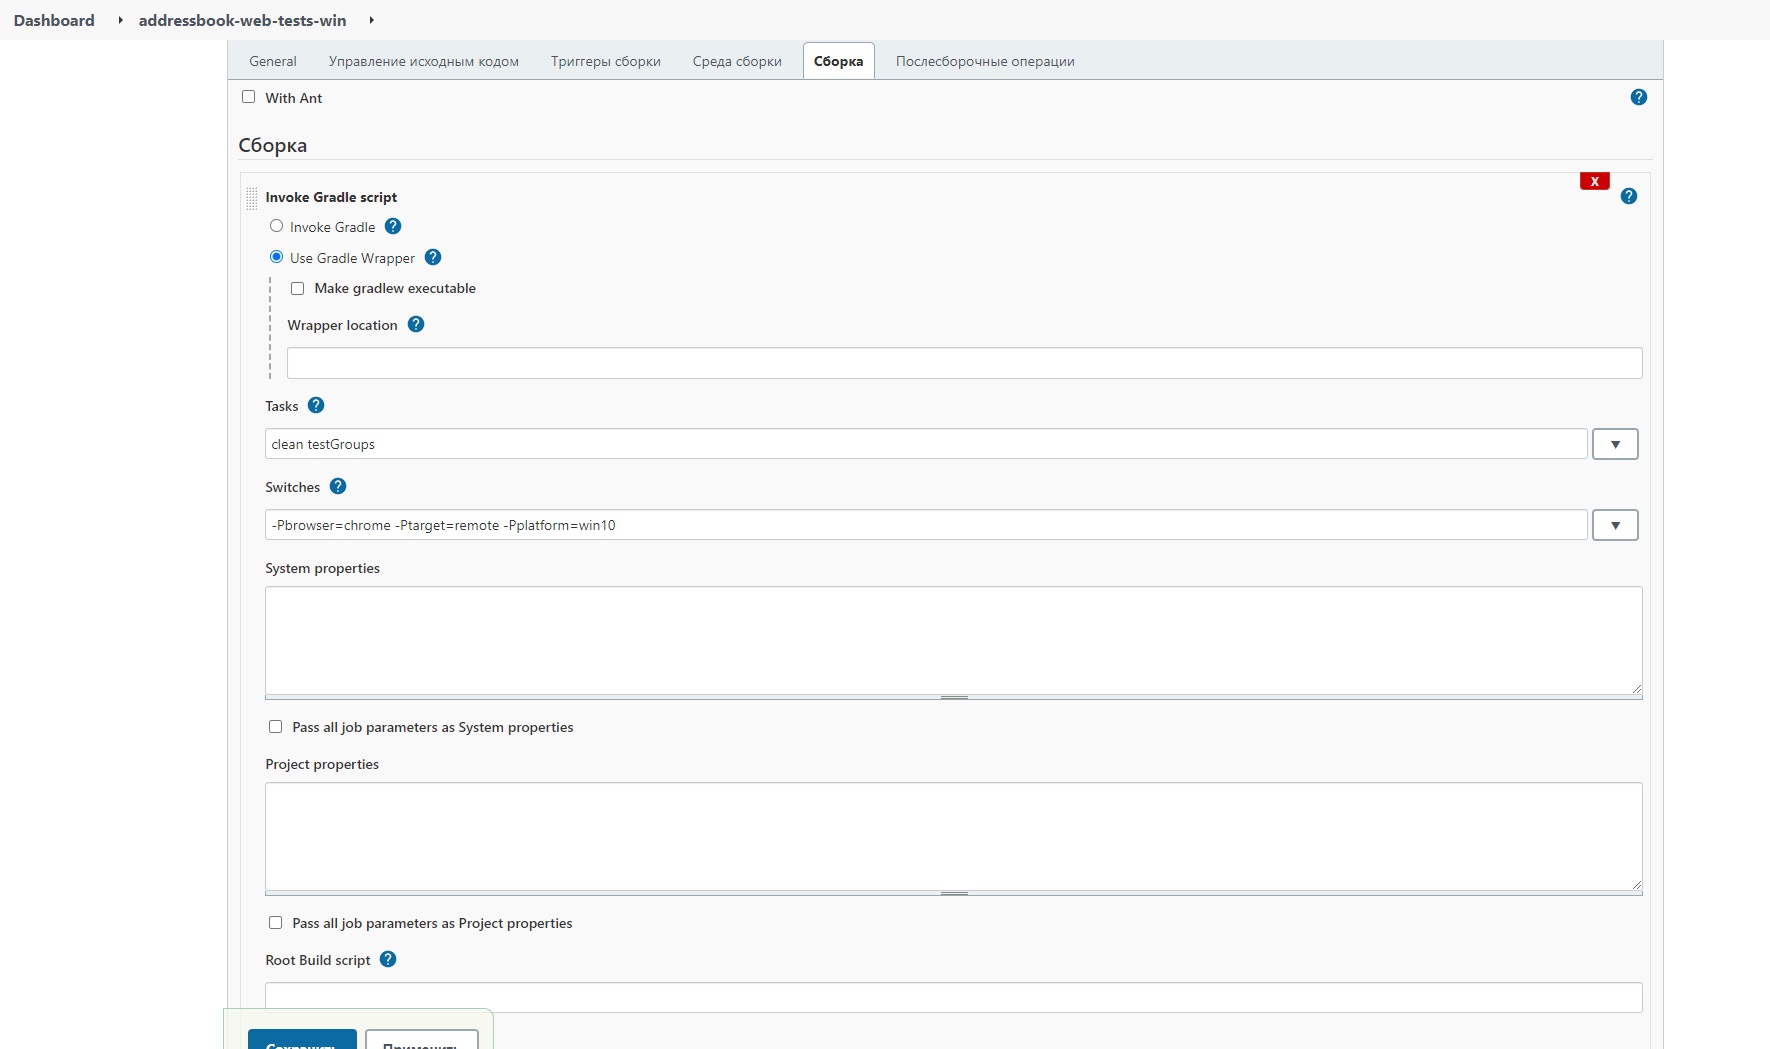 Dashboard addressbook-web-tests-win
General Управление исходным кодом Триггеры сборки Среда сборки Сборка Послесборочные операции
With Ant ?
Сборка
X
Invoke Gradle script ?
Invoke Gradle ?
Use Gradle Wrapper ?
Make gradlew executable
Wrapper location ?
Tasks ?
clean testGroups
Switches ?
-Pbrowser=chrome -Ptarget=remote -Pplatform=win10
System properties
Pass all job parameters as System properties
Project properties
Pass all job parameters as Project properties
Root Build script ?
Сохранить Применить